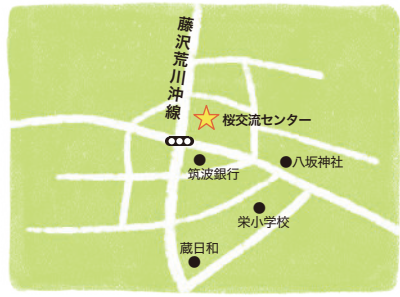 藤沢荒川沖線
桜交流センター
八坂神社
筑波銀行
栄小学校
蔵日和